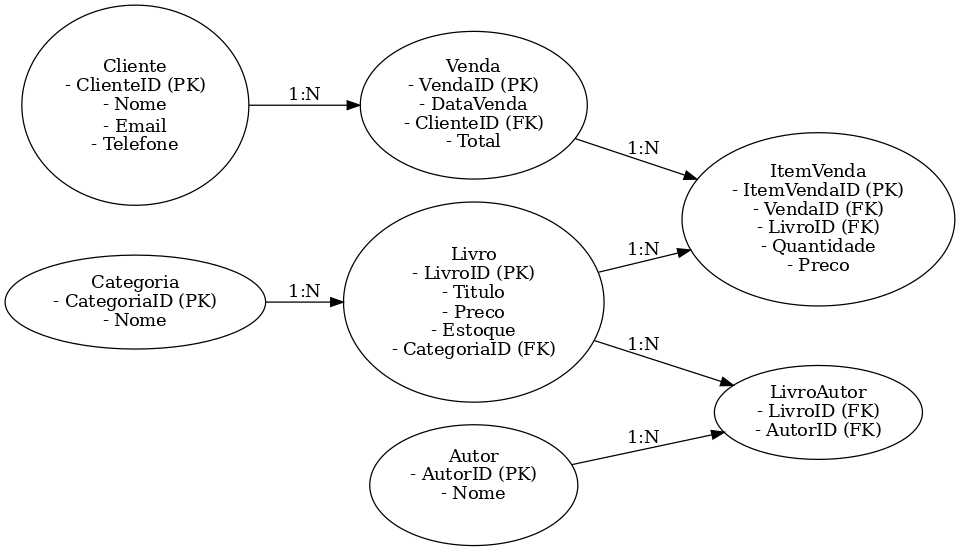 Cliente
- ClienteID (PK)
- Nome
- Email
- Telefone
1:N
Venda
- VendaID (PK)
- DataVenda
- ClienteID (FK)
- Total
1:N
ItemVenda
- ItemVendaID (PK)
- VendaID (FK)
- LivroID (FK)
- Quantidade
- Preco
Categoria
- CategoriaID (PK)
- Nome
1:N
Livro
- LivroID (PK)
- Titulo
- Preco
- Estoque
- CategoriaID (FK)
1:N
1:N
LivroAutor
- LivroID (FK)
- AutorID (FK)
Autor
- AutorID (PK)
- Nome
1:N